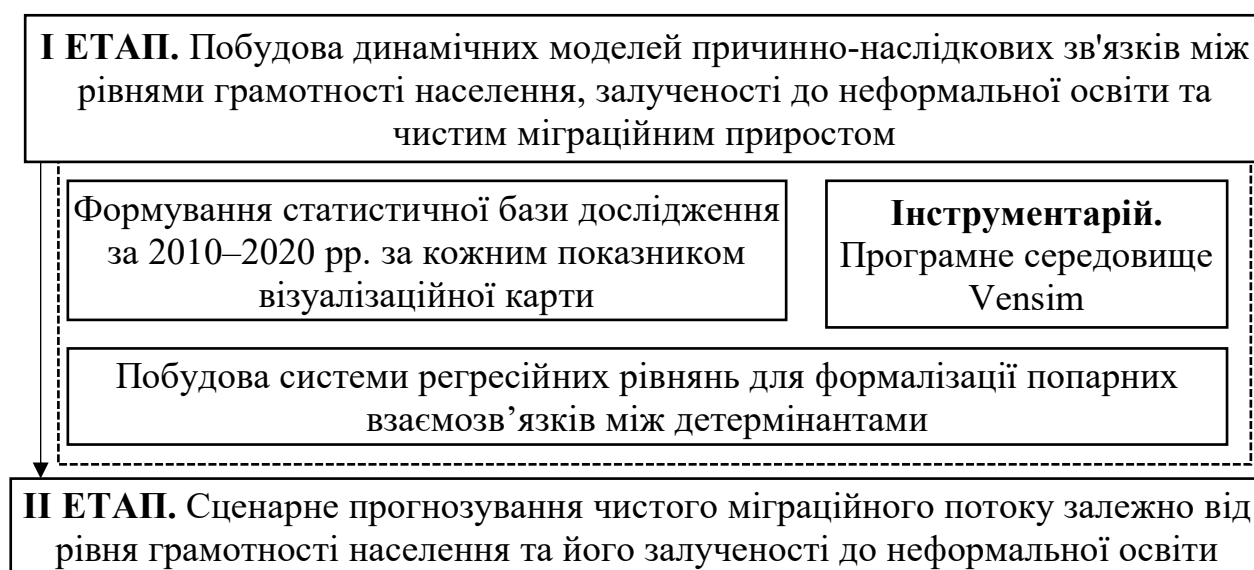 І ЕТАП. Побудова динамічних моделей причинно-наслідкових зв'язків між
рівнями грамотності населення, залученості до неформальної освіти та
чистим міграційним приростом
Формування статистичної бази дослідження
за 2010–2020 рр. за кожним показником
візуалізаційної карти
Інструментарій.
Програмне середовище
Vensim
Побудова системи регресійних рівнянь для формалізації попарних
взаємозв’язків між детермінантами
ІІ ЕТАП. Сценарне прогнозування чистого міграційного потоку залежно від
рівня грамотності населення та його залученості до неформальної освіти